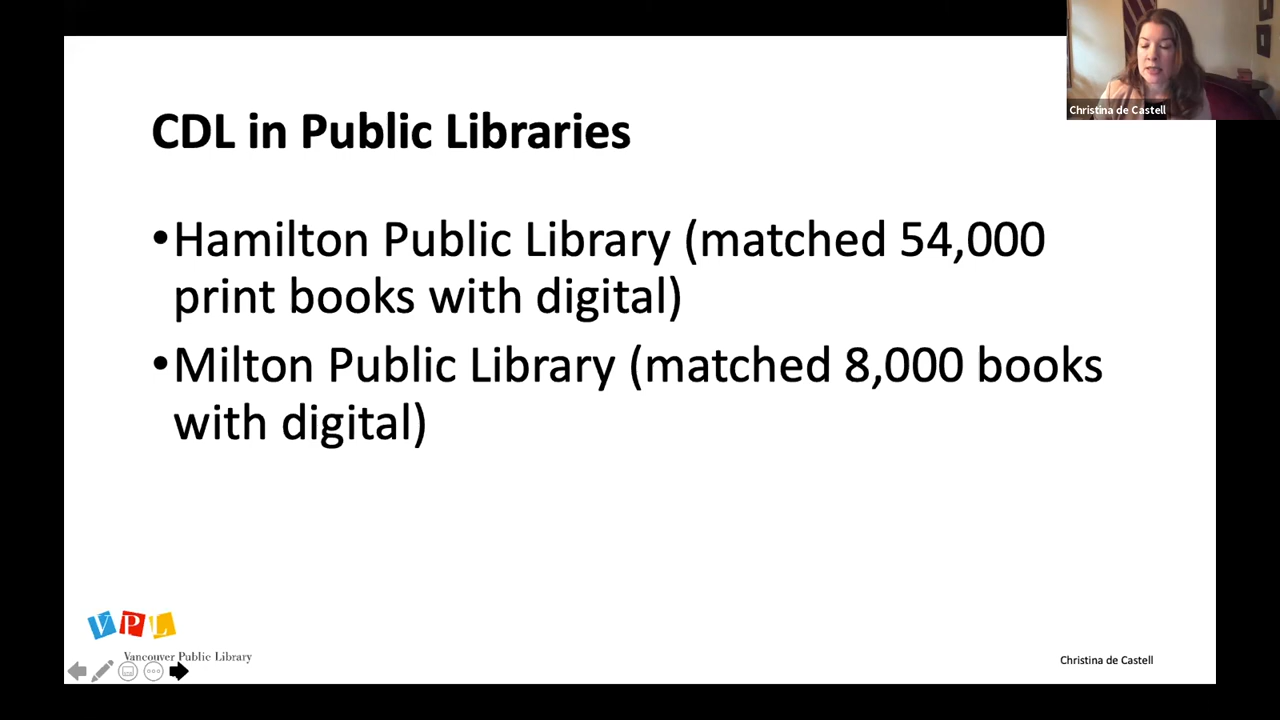 Christina de Castell
CDL in Public Libraries
•Hamilton Public Library (matched 54,000
print books with digital)
•Milton Public Library (matched 8,000 books
with digital)
VPL
Vancouver Public Library
Christina de Castell